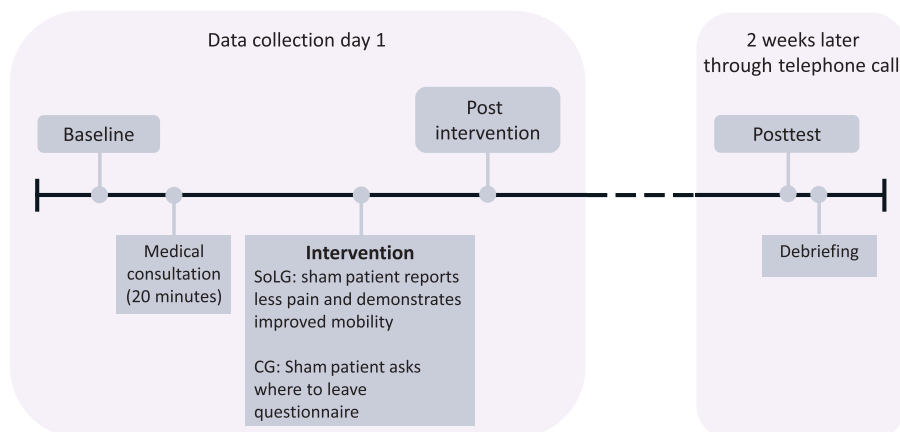 Data collection day 1
2 weeks later
through telephone call
Baseline
Post
intervention
Posttest
Medical
consultation
(20 minutes)
Intervention
SoLG: sham patient reports
less pain and demonstrates
improved mobility
CG: Sham patient asks
where to leave
questionnaire
Debriefing